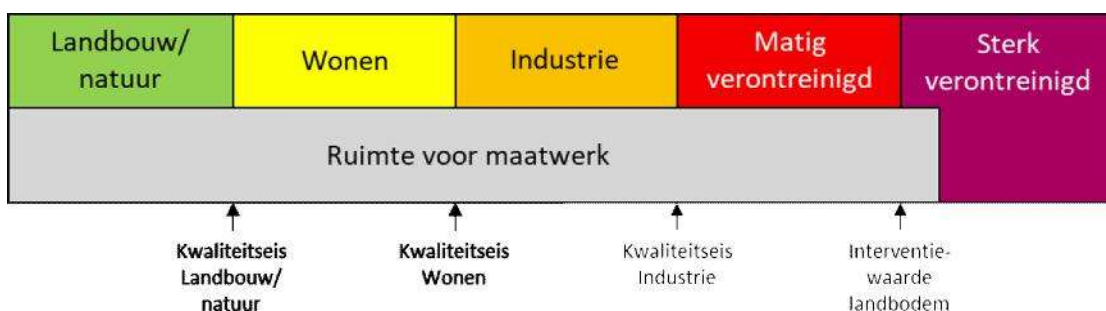 Landbouw/
natuur
Wonen
Industrie
Matig
verontreinigd
Sterk
verontreinigd
Ruimte voor maatwerk
Kwaliteitseis
Landbouw/
natuur
Kwaliteitseis
Wonen
Kwaliteitseis
Industrie
Interventie-
waarde
landbodem